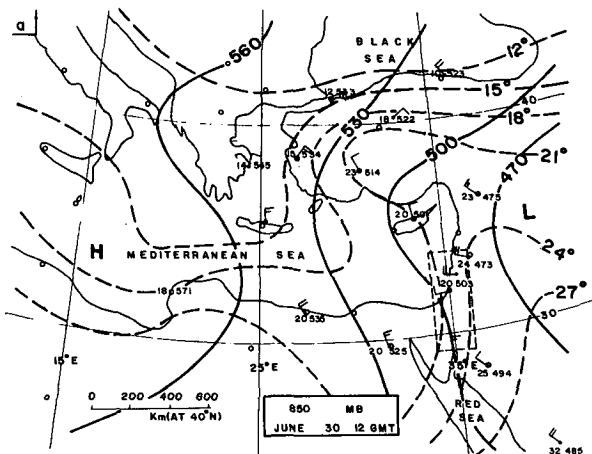 a
560
BLACK
SEA
12°
10 523
15°
12 533
40
530
18°
18 522
500
21°
14 545
15 534
23 514
470
23 475
L
20 501
H
MEDITERRANEAN SEA
24°
24 473
20 503
27°
18 571
20 535
30
20 525
15°E
25°E
35°E
25 494
0 200 400 600
Km(AT 40°N)
850 MB
JUNE 30 12 GMT
RED
SEA
32 485